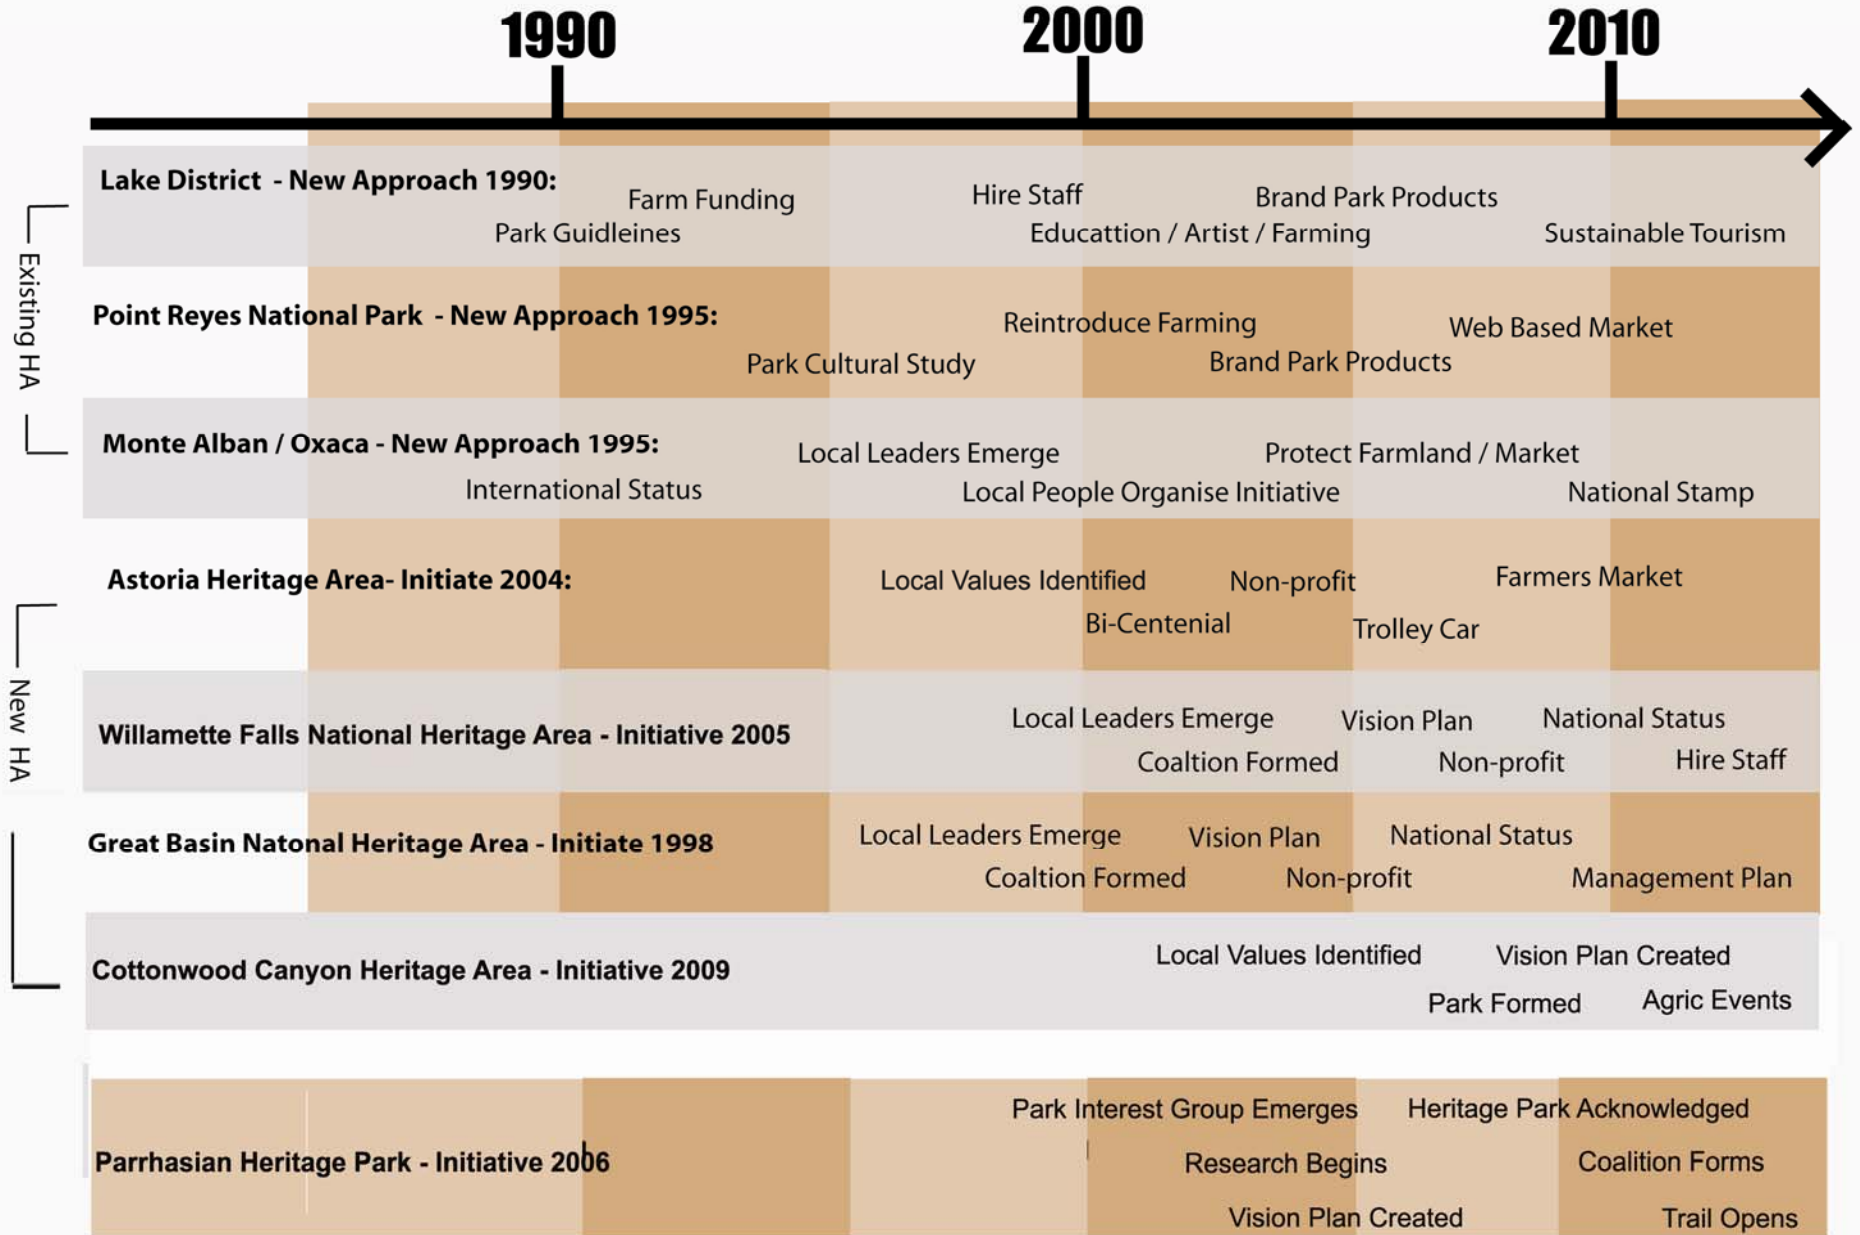 1990
2000
2010
Lake District - New Approach 1990:
Farm Funding
Hire Staff
Brand Park Products
Park Guidleines
Educattion / Artist / Farming
Sustainable Tourism
Existing HA
Point Reyes National Park - New Approach 1995:
Reintroduce Farming
Web Based Market
Park Cultural Study
Brand Park Products
Monte Alban / Oxaca - New Approach 1995:
Local Leaders Emerge
Protect Farmland / Market
International Status
Local People Organise Initiative
National Stamp
Astoria Heritage Area- Initiate 2004:
Local Values Identified
Non-profit
Farmers Market
Bi-Centenial
Trolley Car
New HA
Willamette Falls National Heritage Area - Initiative 2005
Local Leaders Emerge
Vision Plan
National Status
Coaltion Formed
Non-profit
Hire Staff
Great Basin Natonal Heritage Area - Initiate 1998
Local Leaders Emerge
Vision Plan
National Status
Coaltion Formed
Non-profit
Management Plan
Cottonwood Canyon Heritage Area - Initiative 2009
Local Values Identified
Vision Plan Created
Park Formed
Agric Events
Parrhasian Heritage Park - Initiative 2006
Park Interest Group Emerges
Heritage Park Acknowledged
Research Begins
Coalition Forms
Vision Plan Created
Trail Opens